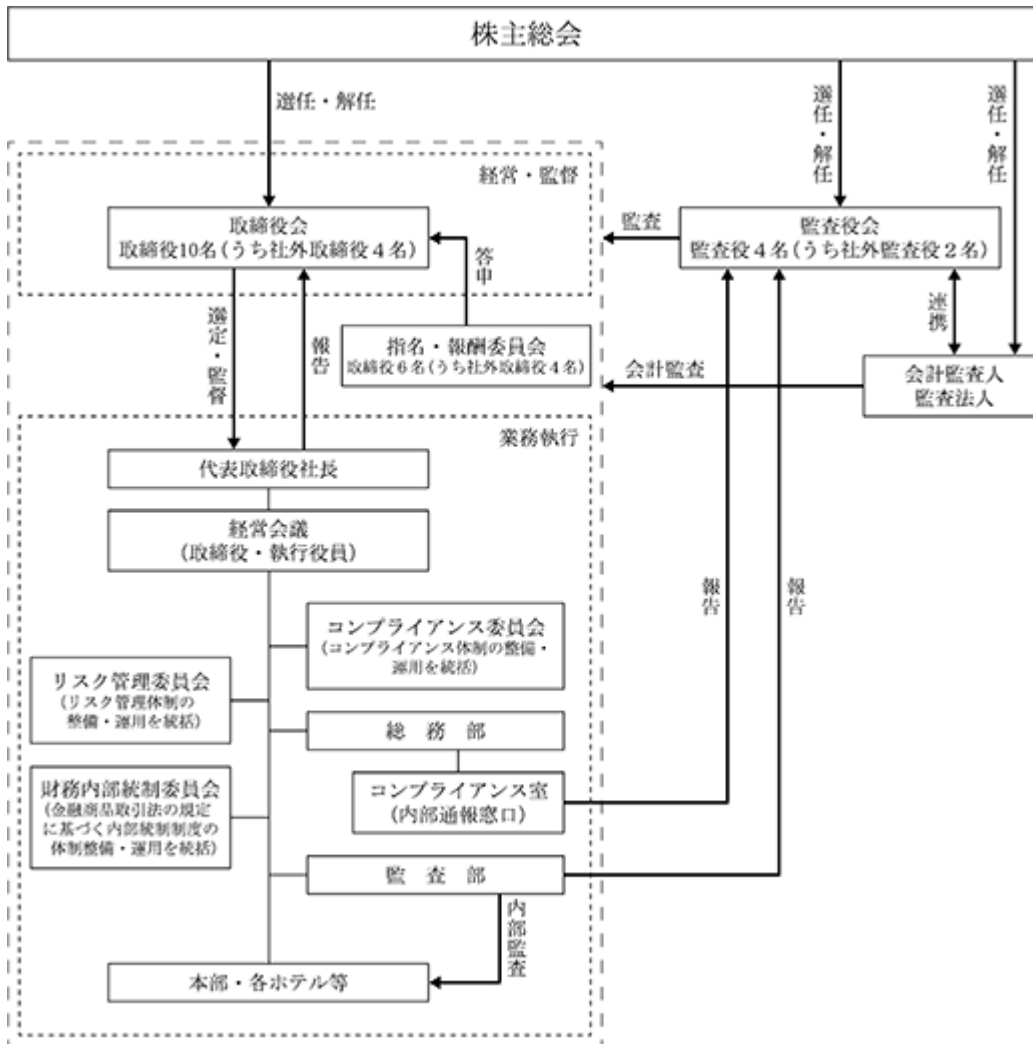 株主総会
選任・解任
選任・解任
選任・解任
経営・監督
取締役会
取締役10名(うち社外取締役4名)
監査
監査役会
監査役4名(うち社外監査役2名)
答申
連携
選定・監督
報告
指名・報酬委員会
取締役6名(うち社外取締役4名)
会計監査
会計監査人
監査法人
業務執行
代表取締役社長
経営会議
(取締役・執行役員)
報告
報告
コンプライアンス委員会
(コンプライアンス体制の整備・
運用を統括)
リスク管理委員会
(リスク管理体制の
整備・運用を統括)
総務部
財務内部統制委員会
(金融商品取引法の規定
に基づく内部統制制度の
体制整備・運用を統括)
コンプライアンス室
(内部通報窓口)
監査部
内部監査
本部・各ホテル等